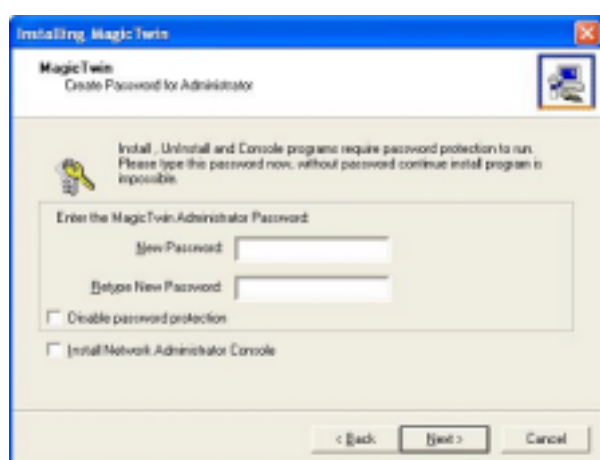 Installing MagicTwin
MagicTwin
Create Password for Administrator
Install , UnInstall and Console programs require password protection to run.
Please type this password now, without password continue install program is
impossible.
Enter the MagicTwin Administrator Password:
New Password:
Retype New Password:
Disable password protection
Install Network Administrator Console
< Back
Next >
Cancel